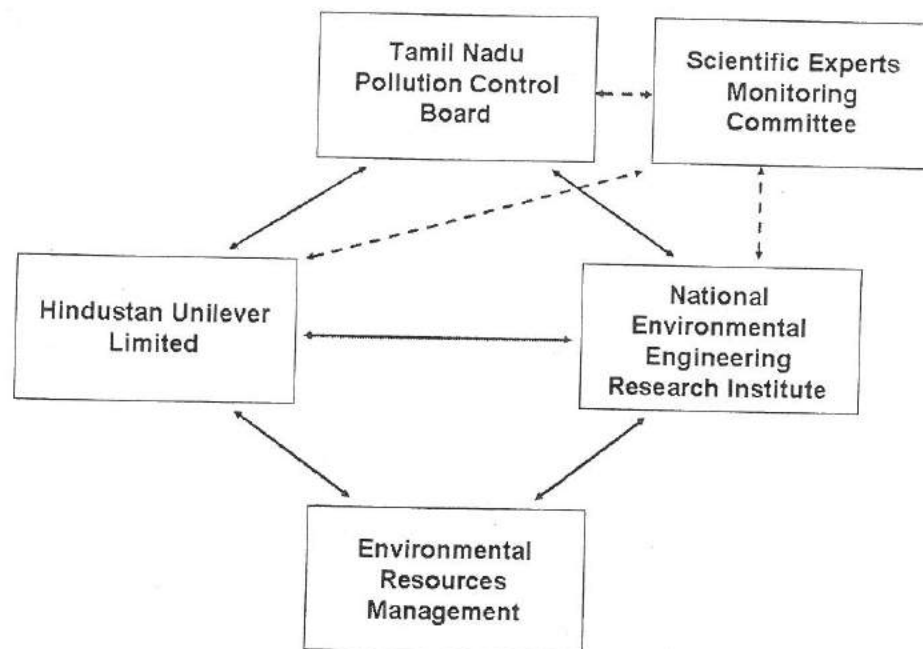 Tamil Nadu
Pollution Control
Board
Scientific Experts
Monitoring
Committee
Hindustan Unilever
Limited
National
Environmental
Engineering
Research Institute
Environmental
Resources
Management